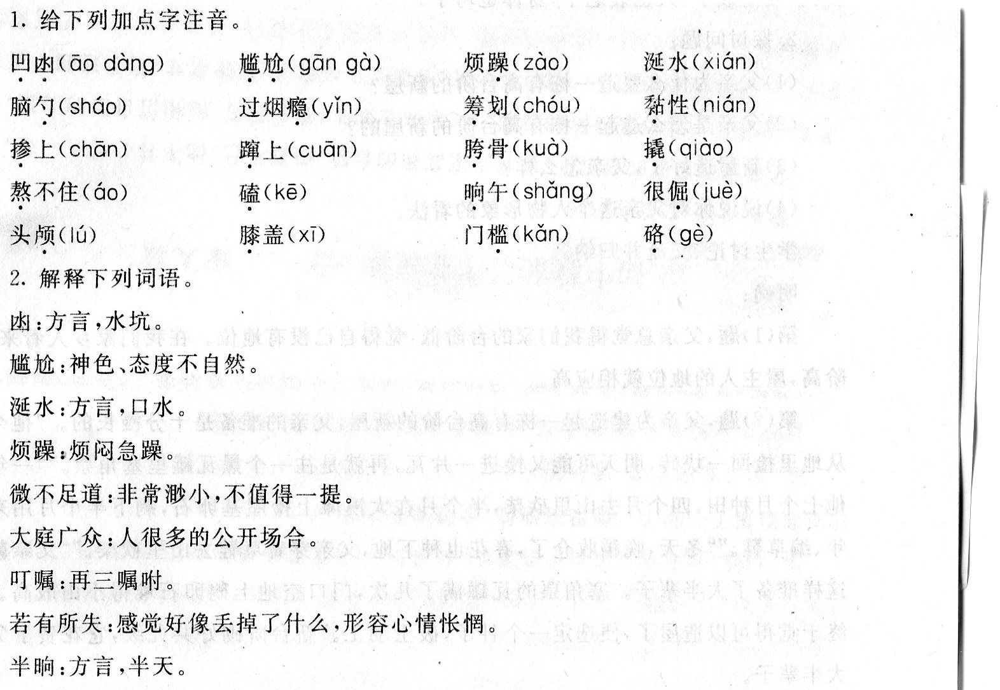 1. 给下列加点字注音。
凹凼(āo dàng) 尴尬(gān gà) 烦躁(zào) 涎水(xián)
脑勺(sháo) 过烟瘾(yǐn) 筹划(chóu) 黏性(nián)
掺上(chān) 蹿上(cuān) 胯骨(kuà) 撬(qiào)
熬不住(áo) 磕(kē) 晌午(shǎng) 很倔(juè)
头颅(lú) 膝盖(xī) 门槛(kǎn) 硌(gè)
2. 解释下列词语。
凼:方言,水坑。
尴尬:神色、态度不自然。
涎水:方言,口水。
烦躁:烦闷急躁。
微不足道:非常渺小,不值得一提。
大庭广众:人很多的公开场合。
叮嘱:再三嘱咐。
若有所失:感觉好像丢掉了什么,形容心情怅惘。
半晌:方言,半天。